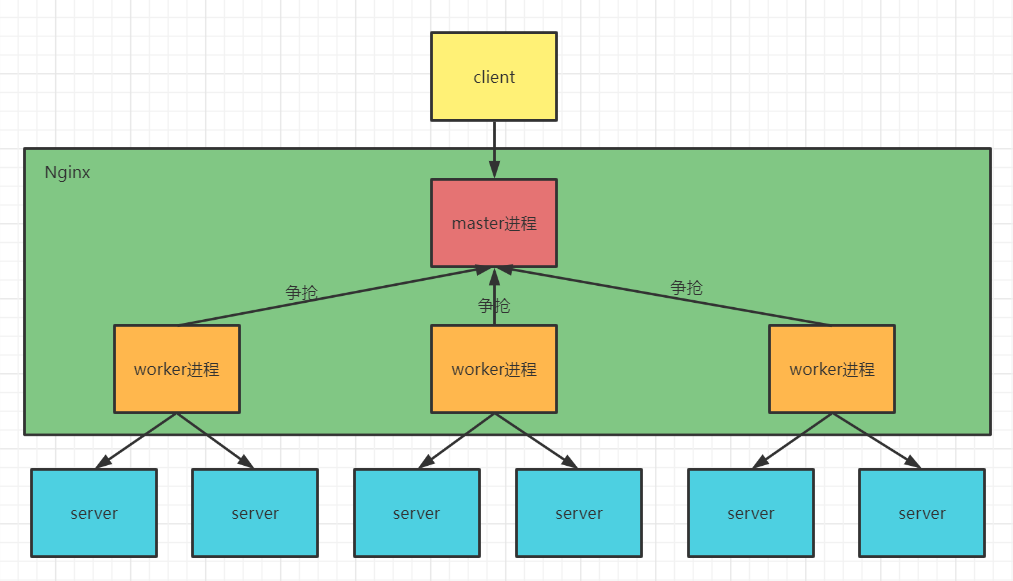 client
Nginx
master进程
争抢
争抢
争抢
worker进程
worker进程
worker进程
server
server
server
server
server
server